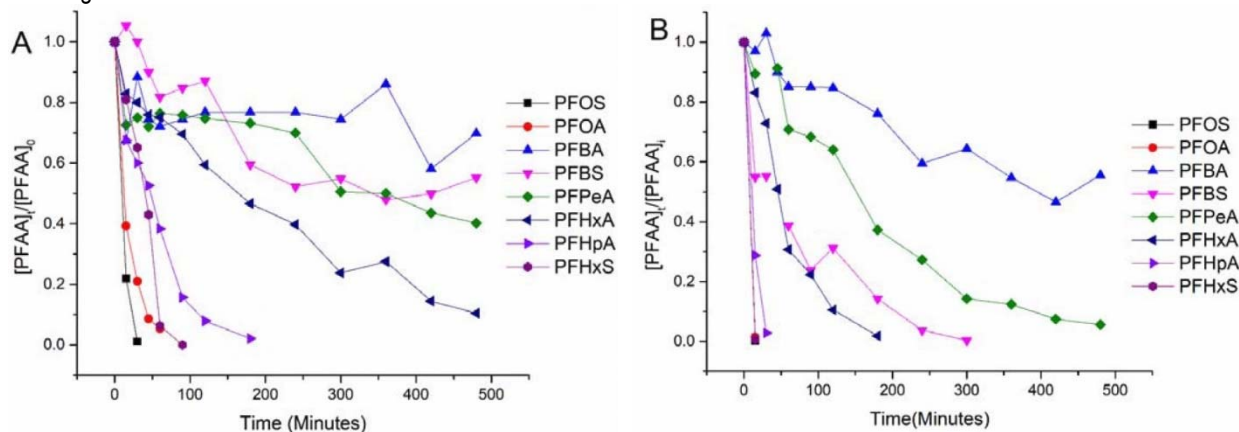 A
[PFAA]t/[PFAA]0
1.0
0.8
0.6
0.4
0.2
0.0
0
100
200
300
400
500
Time (Minutes)
PFOS
PFOA
PFBA
PFBS
PFPeA
PFHxA
PFHpA
PFHxS
B
[PFAA]t/[PFAA]i
1.0
0.8
0.6
0.4
0.2
0.0
0
100
200
300
400
500
Time(Minutes)
PFOS
PFOA
PFBA
PFBS
PFPeA
PFHxA
PFHpA
PFHxS